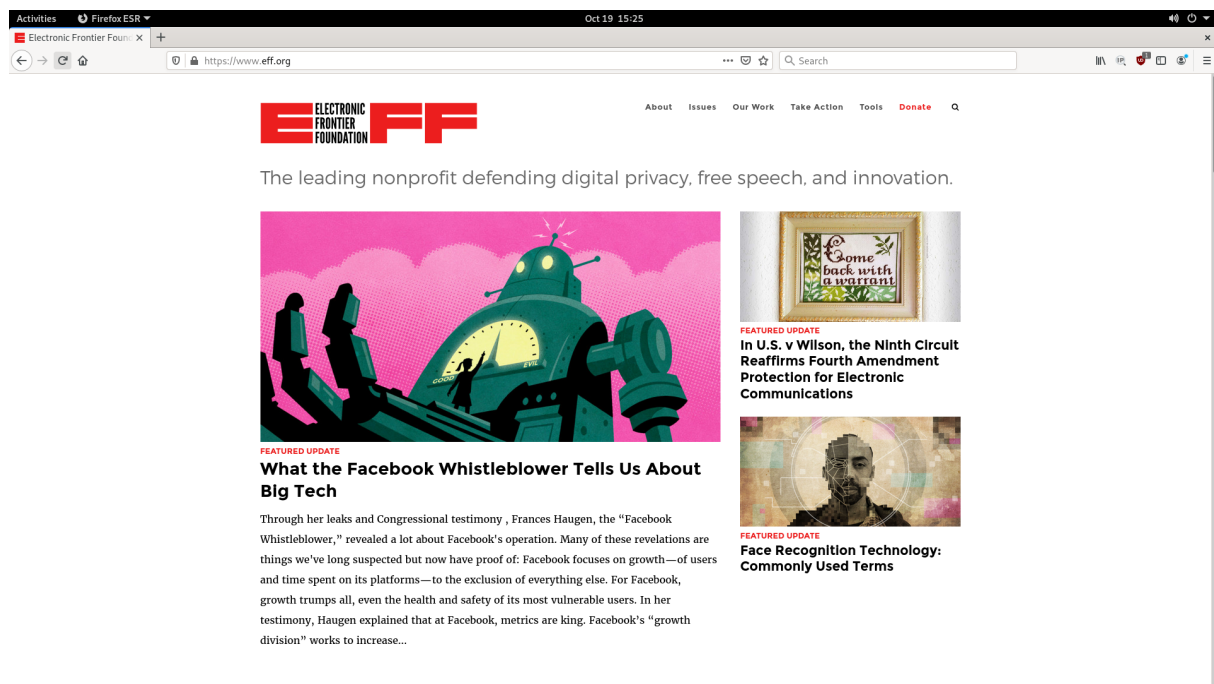 Activities
Firefox ESR
Oct 19 15:25
Electronic Frontier Foun
https://www.eff.org
Search
ELECTRONIC
FRONTIER
FOUNDATION
EFF
About Issues Our Work Take Action Tools Donate
The leading nonprofit defending digital privacy, free speech, and innovation.
GOOD
EVIL
FEATURED UPDATE
What the Facebook Whistleblower Tells Us About
Big Tech
Through her leaks and Congressional testimony , Frances Haugen, the “Facebook
Whistleblower,” revealed a lot about Facebook's operation. Many of these revelations are
things we've long suspected but now have proof of: Facebook focuses on growth—of users
and time spent on its platforms—to the exclusion of everything else. For Facebook,
growth trumps all, even the health and safety of its most vulnerable users. In her
testimony, Haugen explained that at Facebook, metrics are king. Facebook’s “growth
division” works to increase...
Come
back with
a warrant
FEATURED UPDATE
In U.S. v Wilson, the Ninth Circuit
Reaffirms Fourth Amendment
Protection for Electronic
Communications
FEATURED UPDATE
Face Recognition Technology:
Commonly Used Terms